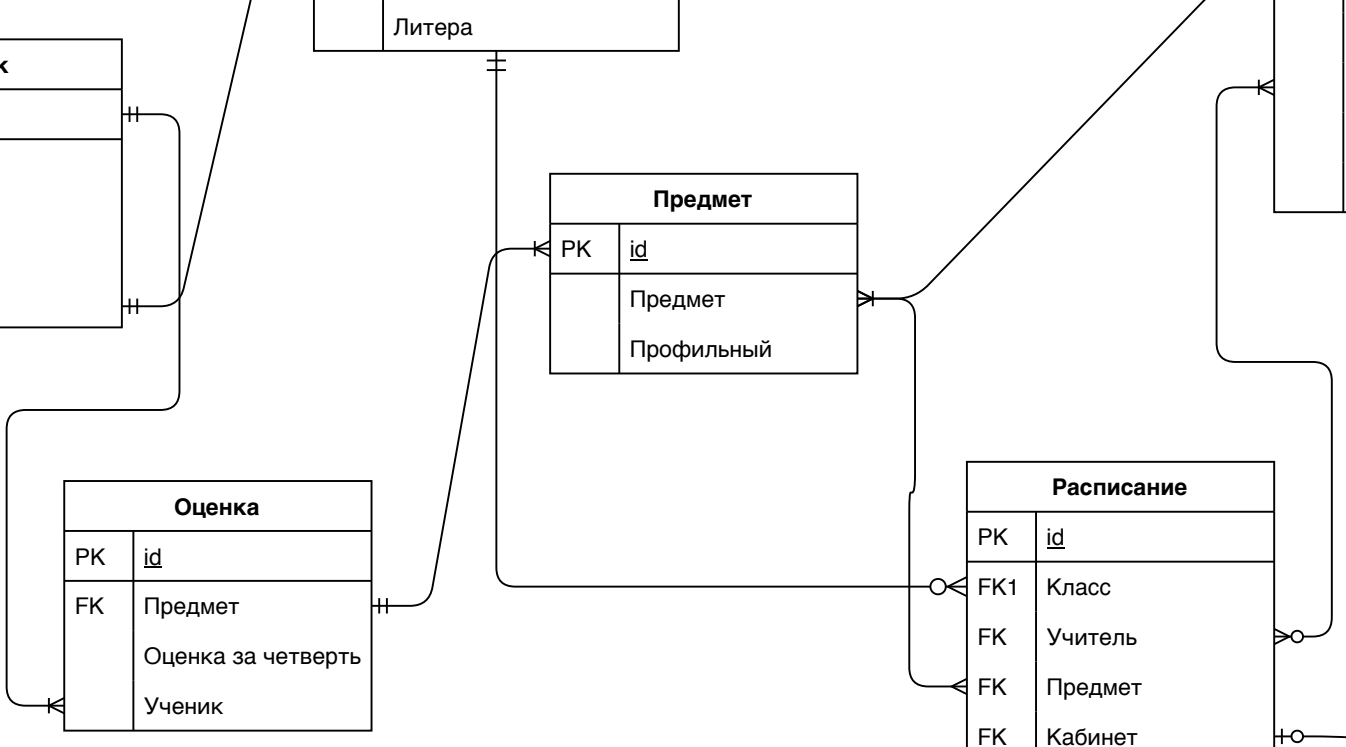 Литера
к
Предмет
PK id
Предмет
Профильный
Оценка
PK id
FK Предмет
Оценка за четверть
Ученик
Расписание
PK id
FK1 Класс
FK Учитель
FK Предмет
FK Кабинет